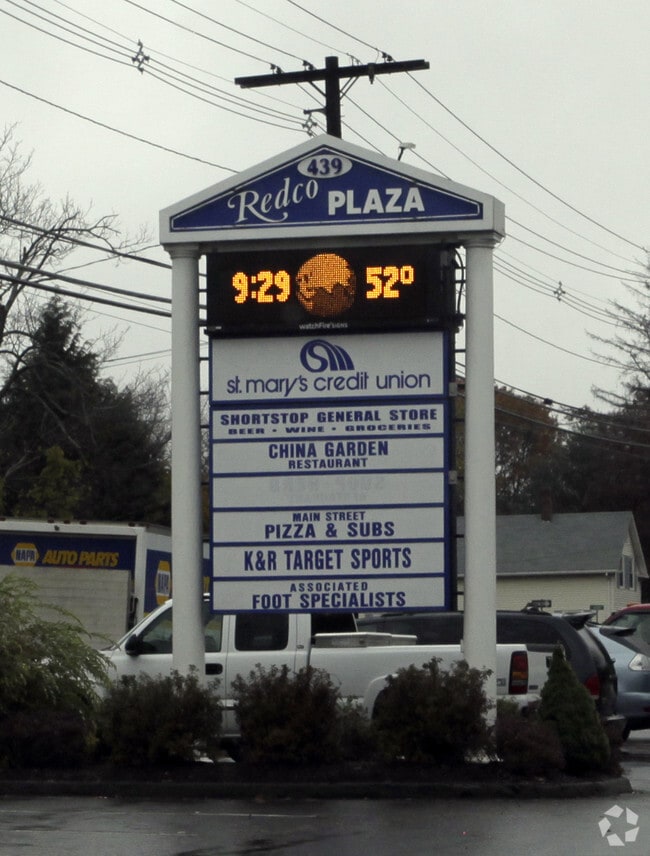 439
Redco PLAZA
9:29 52°
watchfiresigns
st. mary's credit union
SHORTSTOP GENERAL STORE
BEER • WINE • GROCERIES
CHINA GARDEN
RESTAURANT
MAIN STREET
PIZZA & SUBS
K&R TARGET SPORTS
ASSOCIATED
FOOT SPECIALISTS
NAPA AUTO PARTS
NAPA